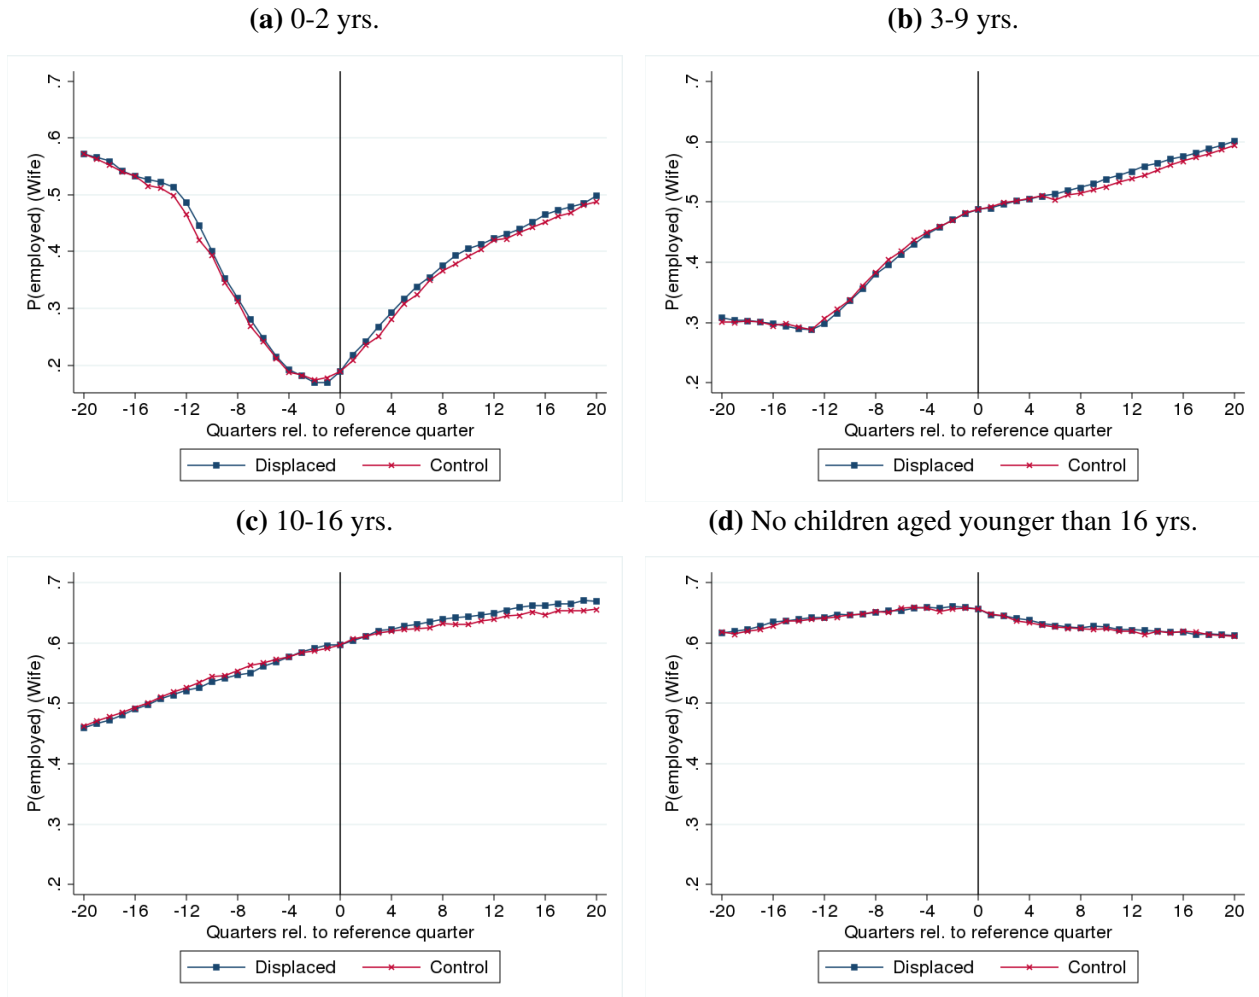 (a) 0-2 yrs.
P(employed) (Wife)
.7
.6
.5
.4
.3
.2
-20 -16 -12 -8 -4 0 4 8 12 16 20
Quarters rel. to reference quarter
Displaced Control
(b) 3-9 yrs.
P(employed) (Wife)
.7
.6
.5
.4
.3
.2
-20 -16 -12 -8 -4 0 4 8 12 16 20
Quarters rel. to reference quarter
Displaced Control
(c) 10-16 yrs.
P(employed) (Wife)
.7
.6
.5
.4
.3
.2
-20 -16 -12 -8 -4 0 4 8 12 16 20
Quarters rel. to reference quarter
Displaced Control
(d) No children aged younger than 16 yrs.
P(employed) (Wife)
.7
.6
.5
.4
.3
.2
-20 -16 -12 -8 -4 0 4 8 12 16 20
Quarters rel. to reference quarter
Displaced Control